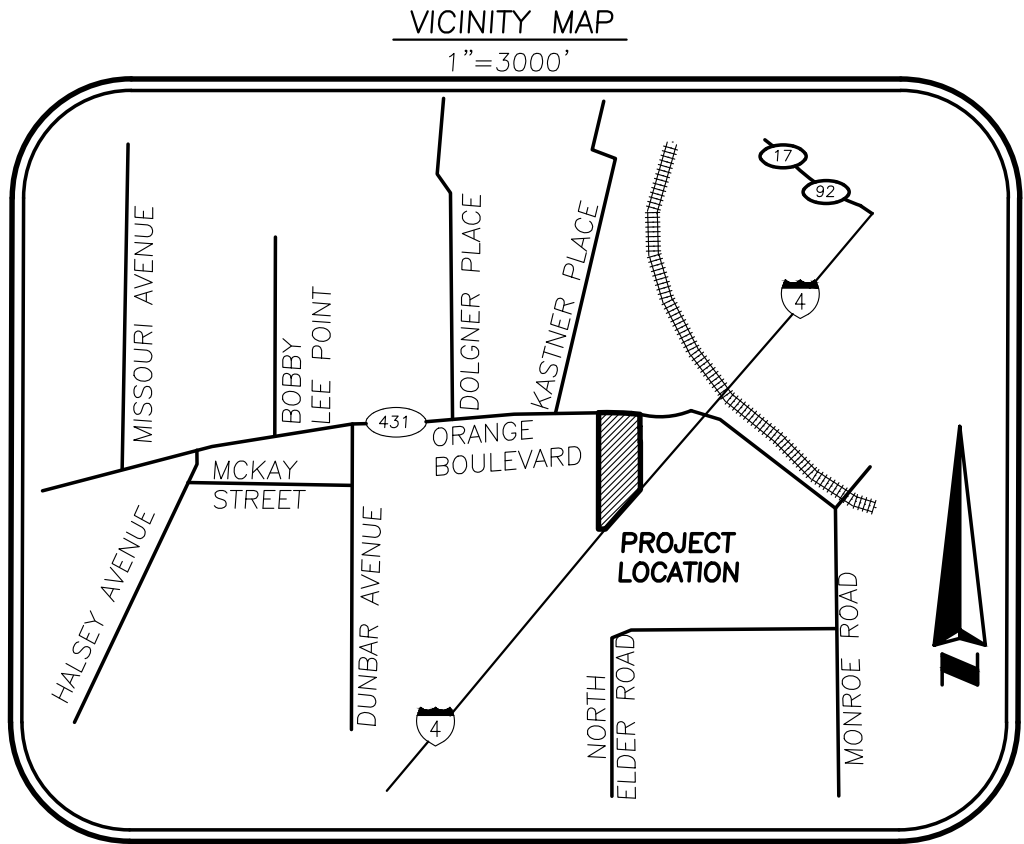 VICINITY MAP
1"=3000'
17
92
MISSOURI AVENUE
BOBBY
LEE POINT
DOLGNER PLACE
KASTNER PLACE
4
431
ORANGE
BOULEVARD
MCKAY
STREET
HALSEY AVENUE
DUNBAR AVENUE
PROJECT
LOCATION
NORTH
ELDER ROAD
MONROE ROAD
4
N